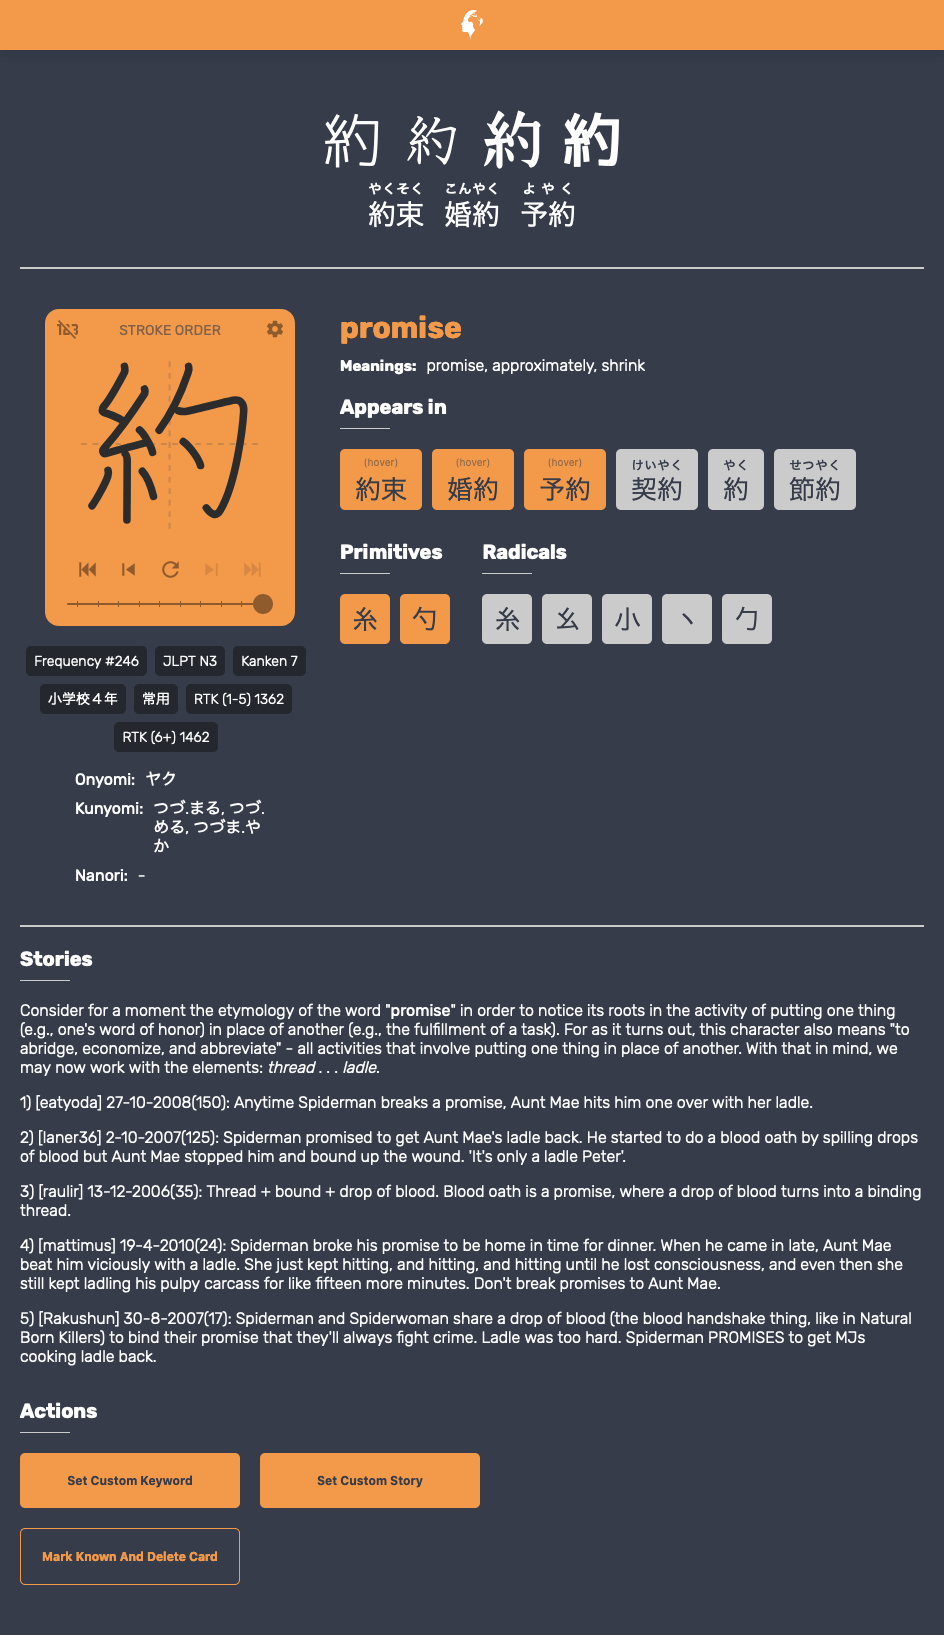 約 約 約 約
やくそく こんやく よやく
約束 婚約 予約
STROKE ORDER
約
promise
Meanings: promise, approximately, shrink
Appears in
(hover) (hover) (hover) けいやく やく せつやく
約束 婚約 予約 契約 約 節約
Primitives Radicals
糸 勺 糸 幺 小 丶 勹
Frequency #246 JLPT N3 Kanken 7
小学校４年 常用 RTK (1-5) 1362
RTK (6+) 1462
Onyomi: ヤク
Kunyomi: つづ.まる, つづ.
める, つづま.や
か
Nanori: -
Stories
Consider for a moment the etymology of the word "promise" in order to notice its roots in the activity of putting one thing
(e.g., one's word of honor) in place of another (e.g., the fulfillment of a task). For as it turns out, this character also means "to
abridge, economize, and abbreviate" - all activities that involve putting one thing in place of another. With that in mind, we
may now work with the elements: thread . . . ladle.
1) [eatyoda] 27-10-2008(150): Anytime Spiderman breaks a promise, Aunt Mae hits him one over with her ladle.
2) [laner36] 2-10-2007(125): Spiderman promised to get Aunt Mae's ladle back. He started to do a blood oath by spilling drops
of blood but Aunt Mae stopped him and bound up the wound. 'It's only a ladle Peter'.
3) [raulir] 13-12-2006(35): Thread + bound + drop of blood. Blood oath is a promise, where a drop of blood turns into a binding
thread.
4) [mattimus] 19-4-2010(24): Spiderman broke his promise to be home in time for dinner. When he came in late, Aunt Mae
beat him viciously with a ladle. She just kept hitting, and hitting, and hitting until he lost consciousness, and even then she
still kept ladling his pulpy carcass for like fifteen more minutes. Don't break promises to Aunt Mae.
5) [Rakushun] 30-8-2007(17): Spiderman and Spiderwoman share a drop of blood (the blood handshake thing, like in Natural
Born Killers) to bind their promise that they'll always fight crime. Ladle was too hard. Spiderman PROMISES to get MJs
cooking ladle back.
Actions
Set Custom Keyword Set Custom Story
Mark Known And Delete Card